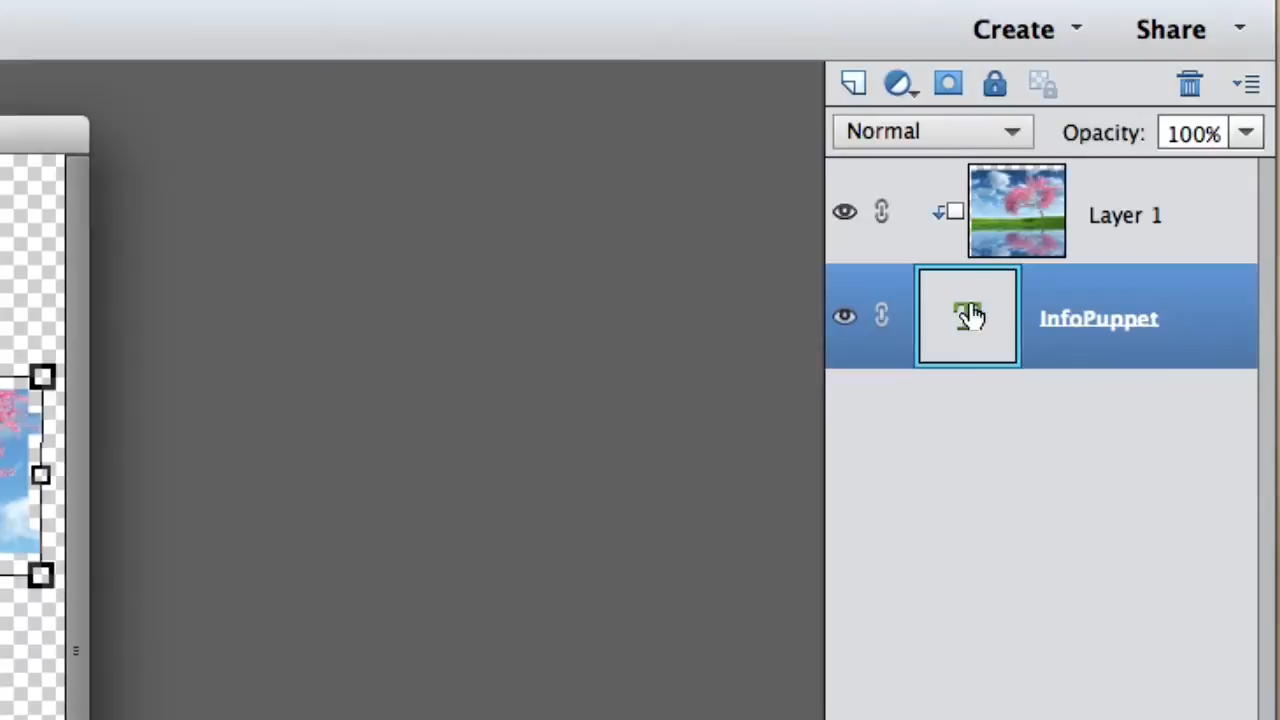 Create
Share
Normal
Opacity: 100%
Layer 1
InfoPuppet